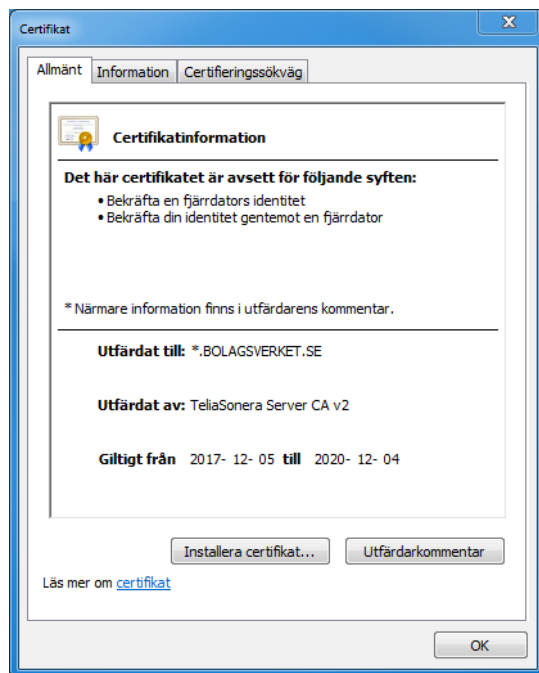 Certifikat
Allmänt Information Certifieringssökväg
Certifikatinformation
Det här certifikatet är avsett för följande syften:
• Bekräfta en fjärrdators identitet
• Bekräfta din identitet gentemot en fjärrdator
* Närmare information finns i utfärdarens kommentar.
Utfärdat till: *.BOLAGSVERKET.SE
Utfärdat av: TeliaSonera Server CA v2
Giltigt från 2017- 12- 05 till 2020- 12- 04
Installera certifikat... Utfärdarkommentar
Läs mer om certifikat
OK